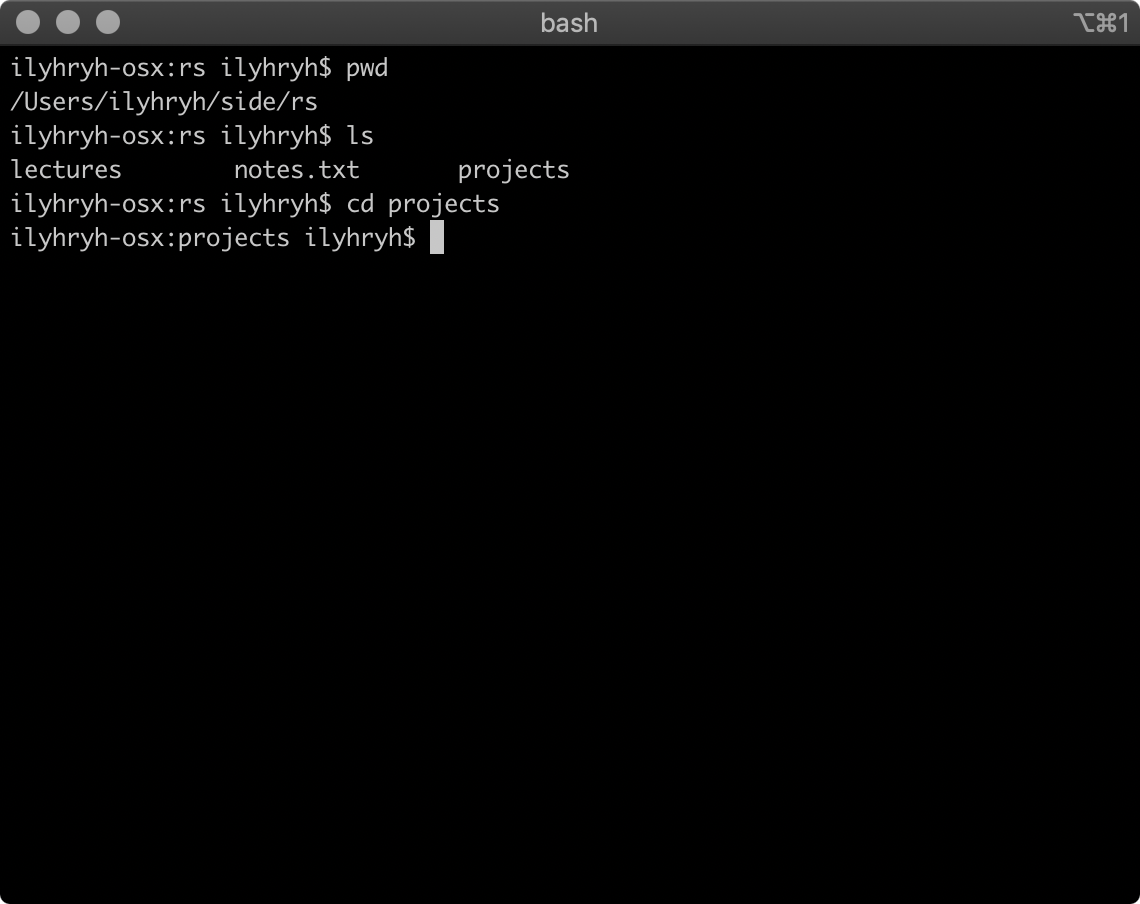 bash ⌥⌘1
ilyhryh-osx:rs ilyhryh$ pwd
/Users/ilyhryh/side/rs
ilyhryh-osx:rs ilyhryh$ ls
lectures        notes.txt       projects
ilyhryh-osx:rs ilyhryh$ cd projects
ilyhryh-osx:projects ilyhryh$